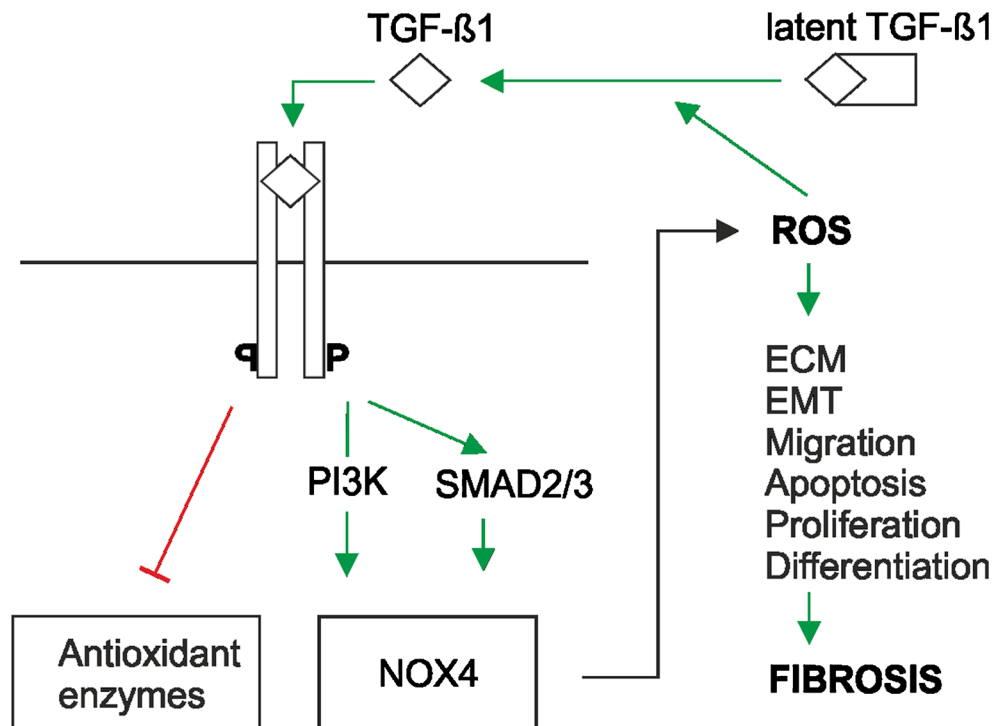 TGF-ß1
latent TGF-ß1
ROS
P
P
ECM
EMT
Migration
Apoptosis
Proliferation
Differentiation
PI3K
SMAD2/3
Antioxidant
enzymes
NOX4
FIBROSIS